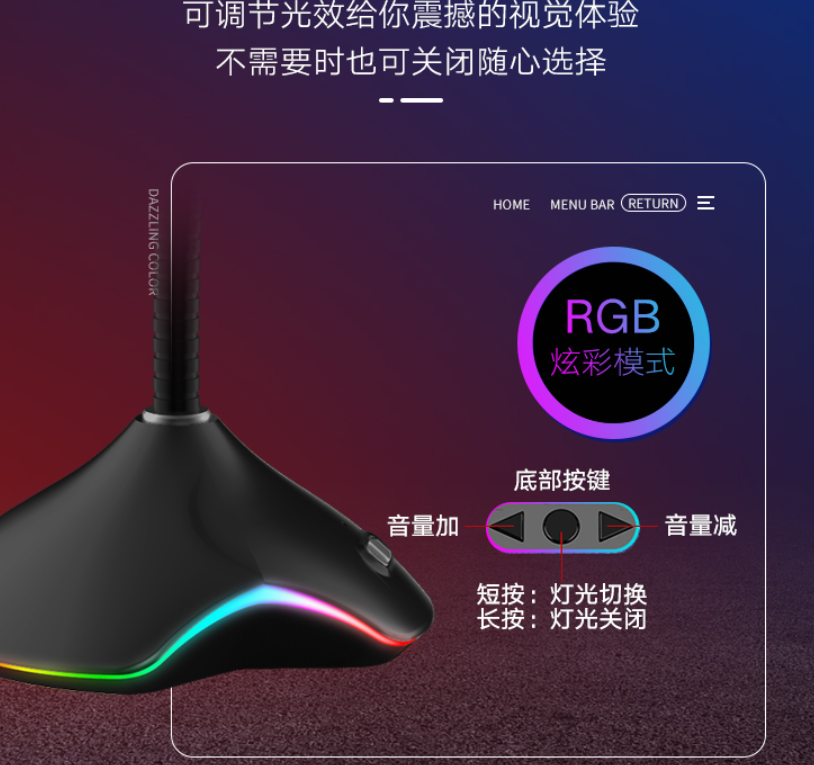 可调节光效给你震撼的视觉体验
不需要时也可关闭随心选择
DAZZLING COLOR
HOME MENU BAR RETURN
RGB
炫彩模式
底部按键
音量加
音量减
短按：灯光切换
长按：灯光关闭